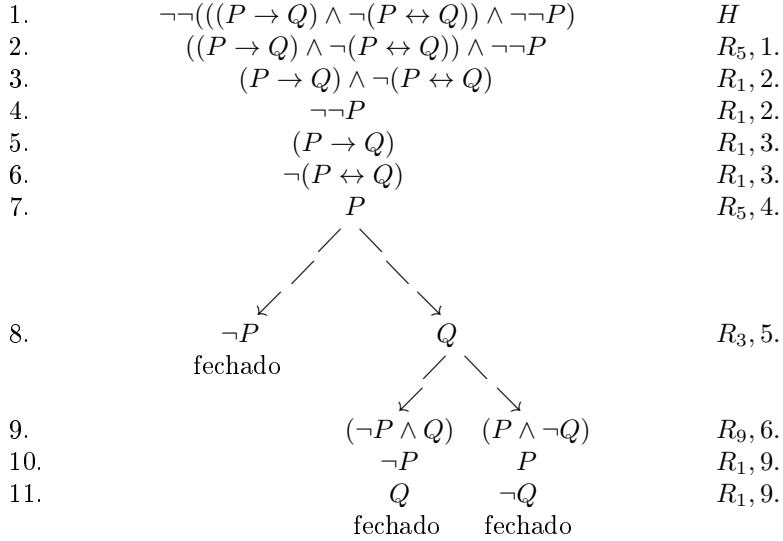 1. ¬¬(((P → Q) ∧ ¬(P ↔ Q)) ∧ ¬¬P) H
2. ((P → Q) ∧ ¬(P ↔ Q)) ∧ ¬¬P R₅, 1.
3. (P → Q) ∧ ¬(P ↔ Q) R₁, 2.
4. ¬¬P R₁, 2.
5. (P → Q) R₁, 3.
6. ¬(P ↔ Q) R₁, 3.
7. P R₅, 4.
8. ¬P Q R₃, 5.
fechado
9. (¬P ∧ Q) (P ∧ ¬Q) R₉, 6.
10. ¬P P R₁, 9.
11. Q ¬Q R₁, 9.
fechado fechado